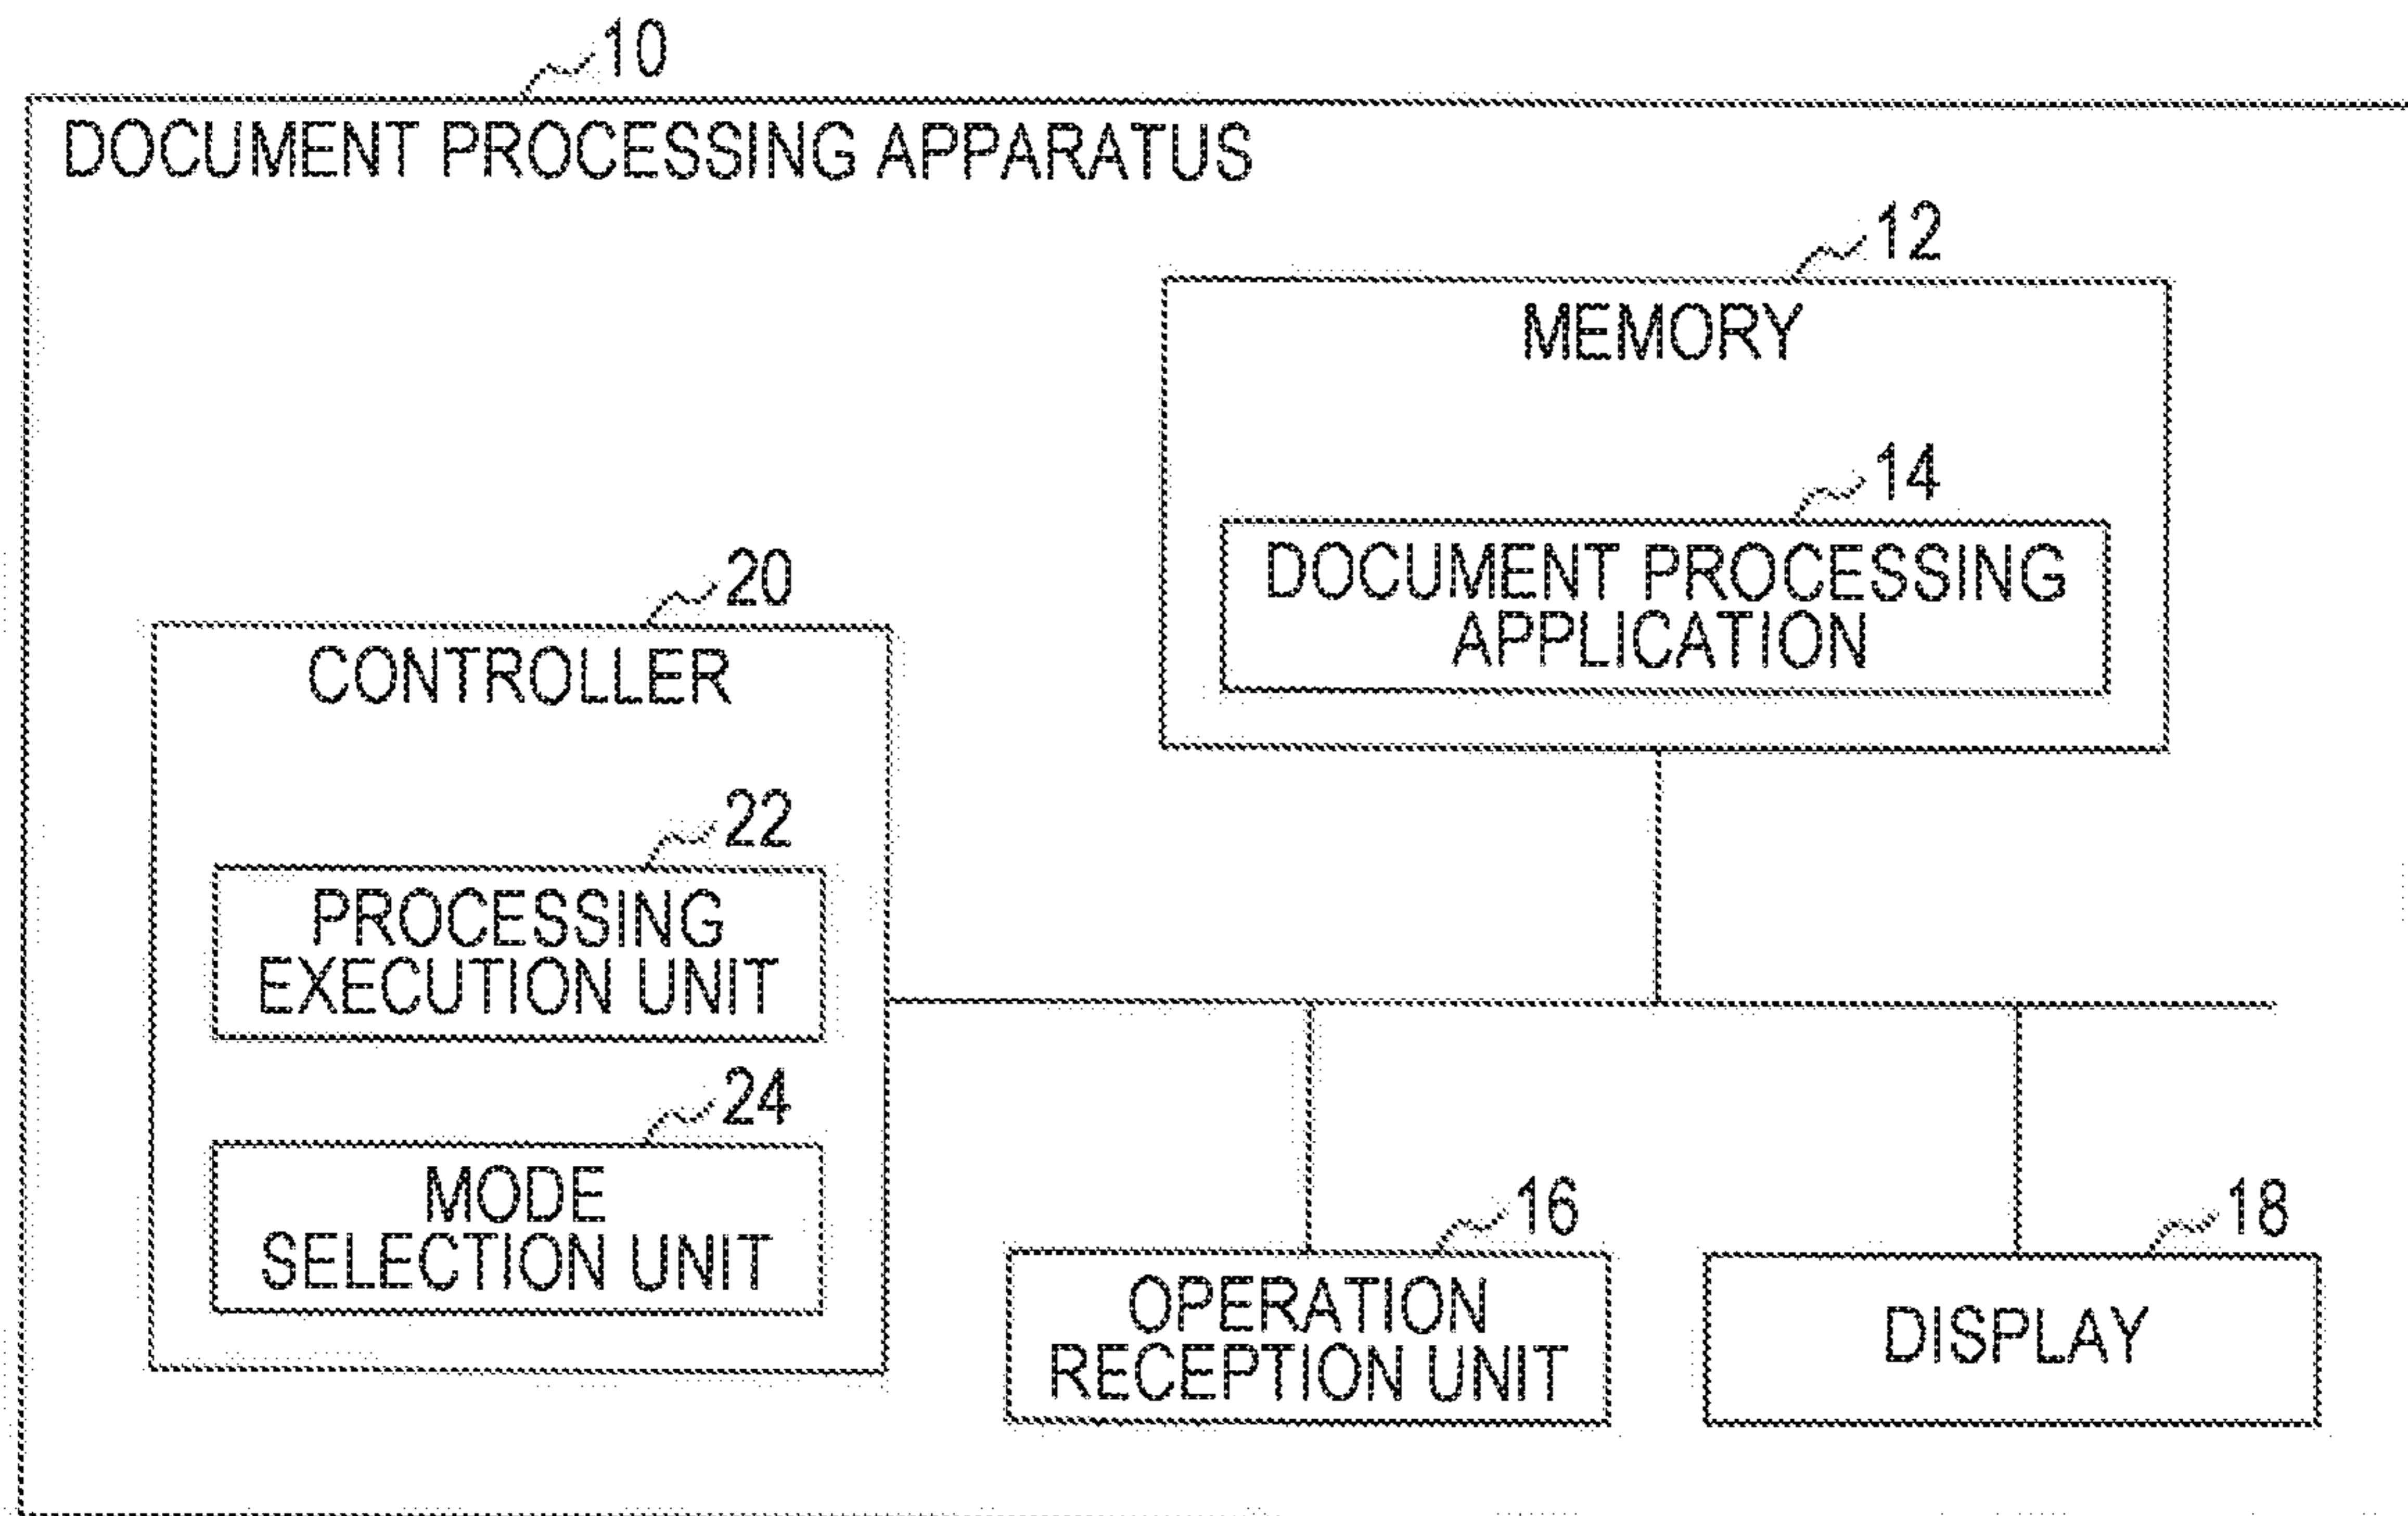 10
DOCUMENT PROCESSING APPARATUS
12
MEMORY
14
DOCUMENT PROCESSING
APPLICATION
20
CONTROLLER
22
PROCESSING
EXECUTION UNIT
24
MODE
SELECTION UNIT
16
OPERATION
RECEPTION UNIT
18
DISPLAY